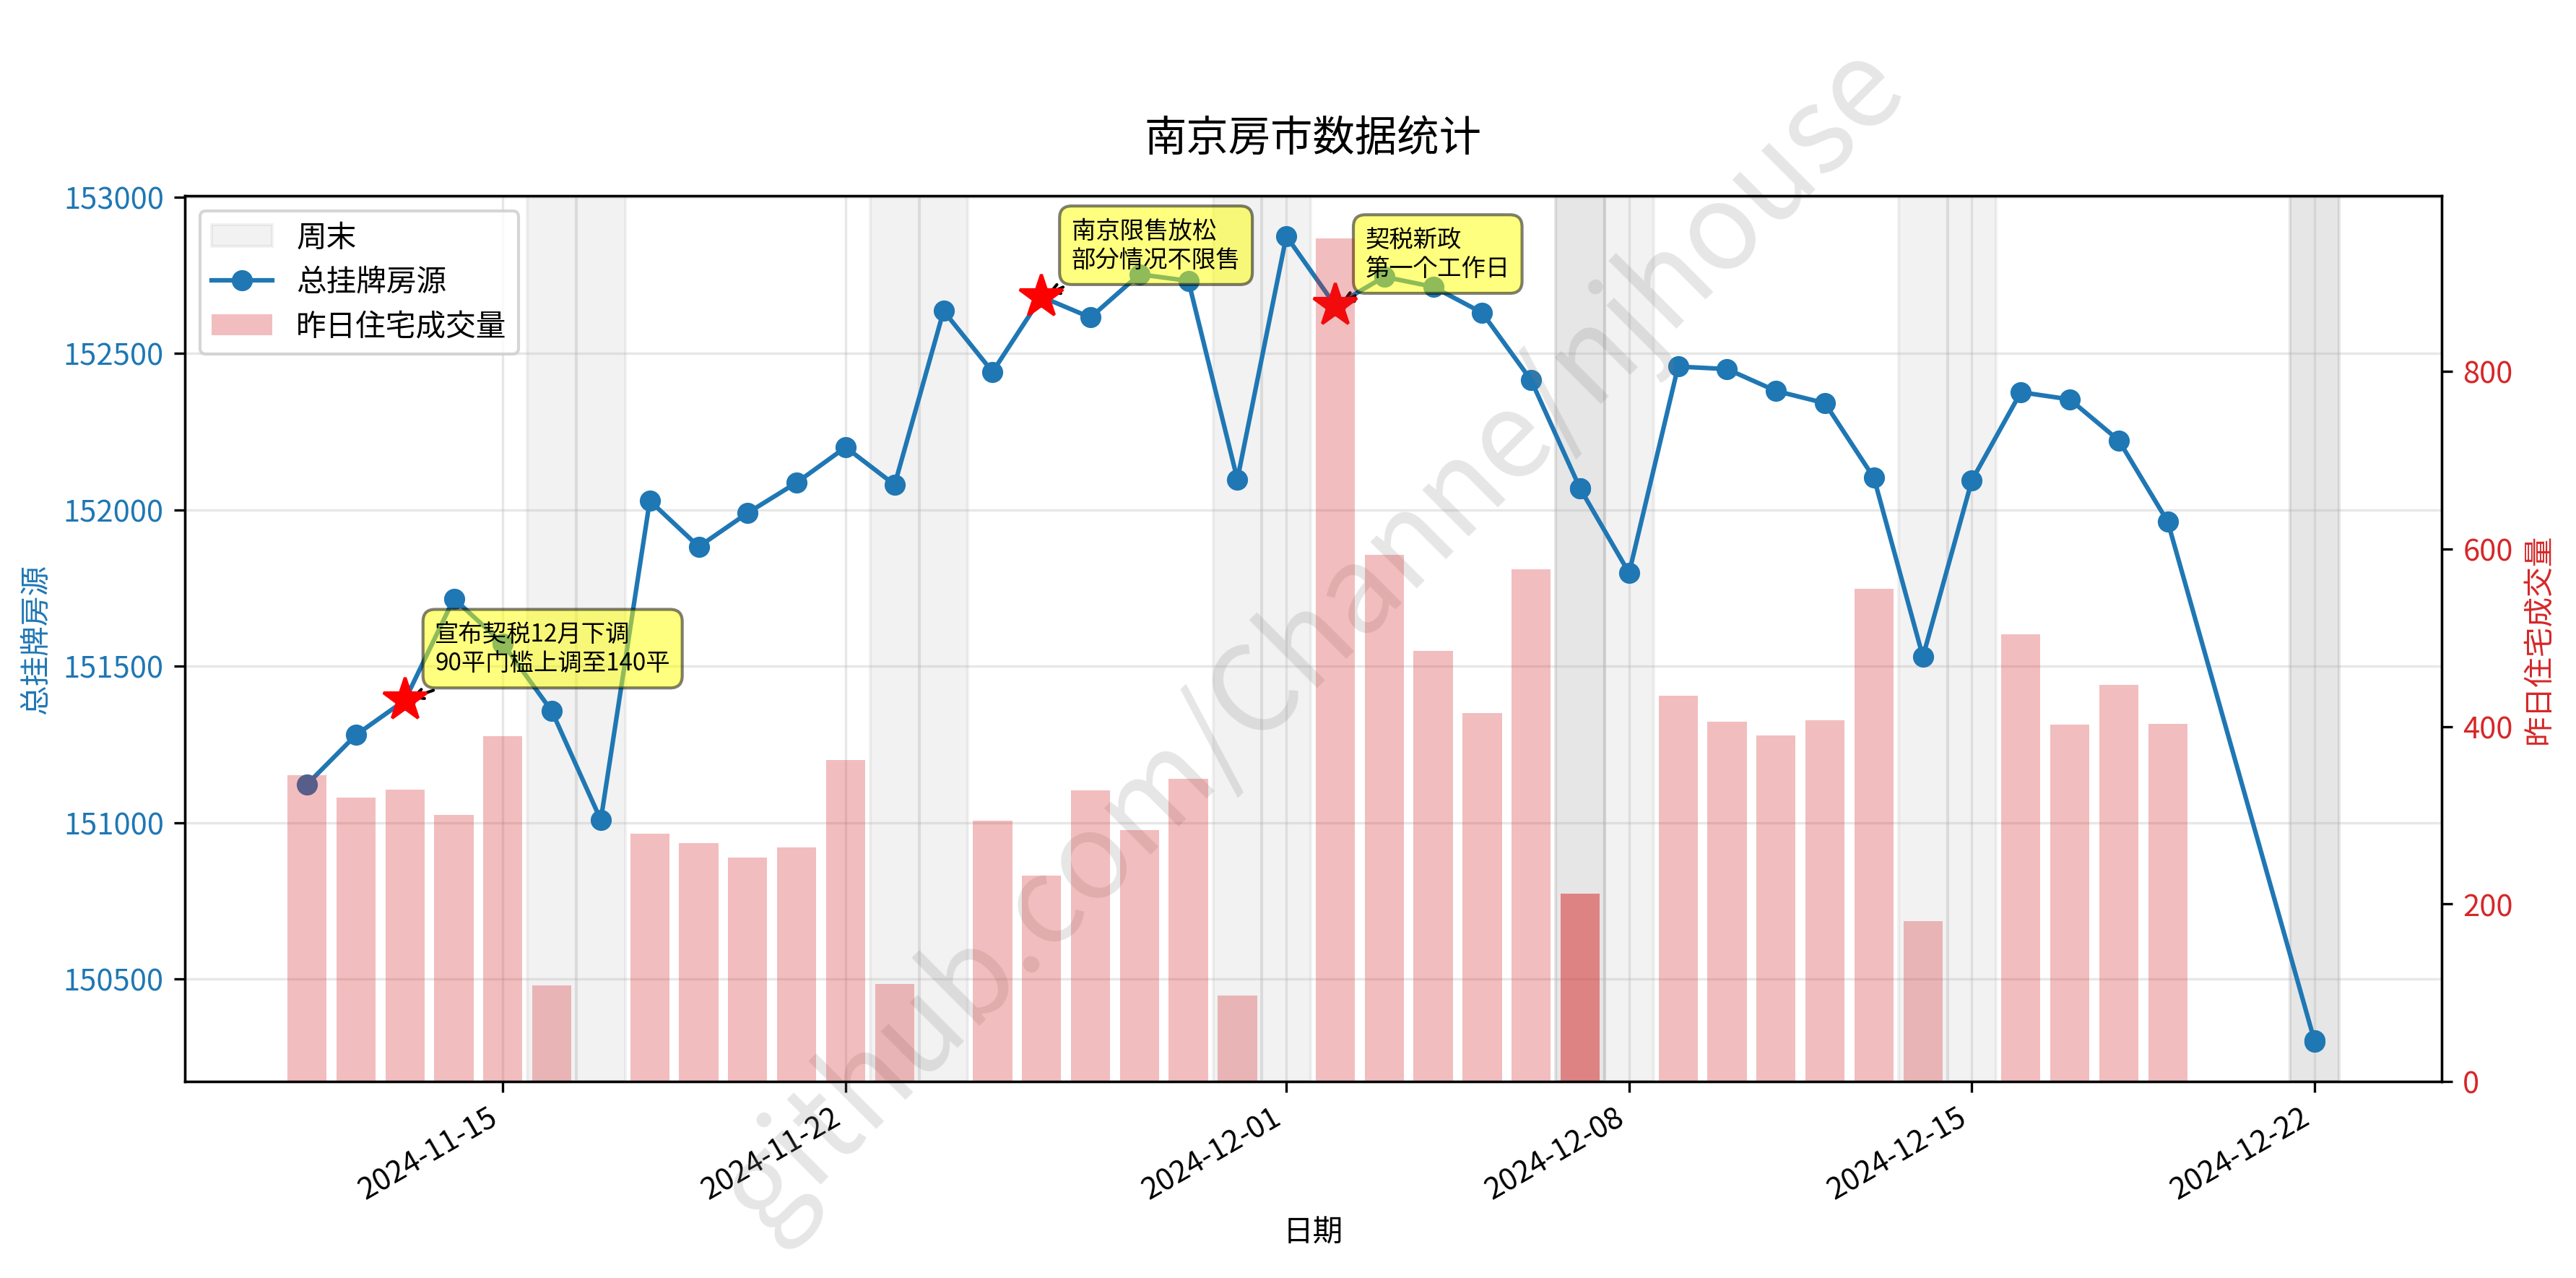 南京房市数据统计
153000
152500
152000
151500
151000
150500
总挂牌房源
周末
总挂牌房源
昨日住宅成交量
宣布契税12月下调
90平门槛上调至140平
南京限售放松
部分情况不限售
契税新政
第一个工作日
800
600
400
200
0
昨日住宅成交量
2024-11-15
2024-11-22
2024-12-01
2024-12-08
2024-12-15
2024-12-22
日期
github.com/Channe/njhouse